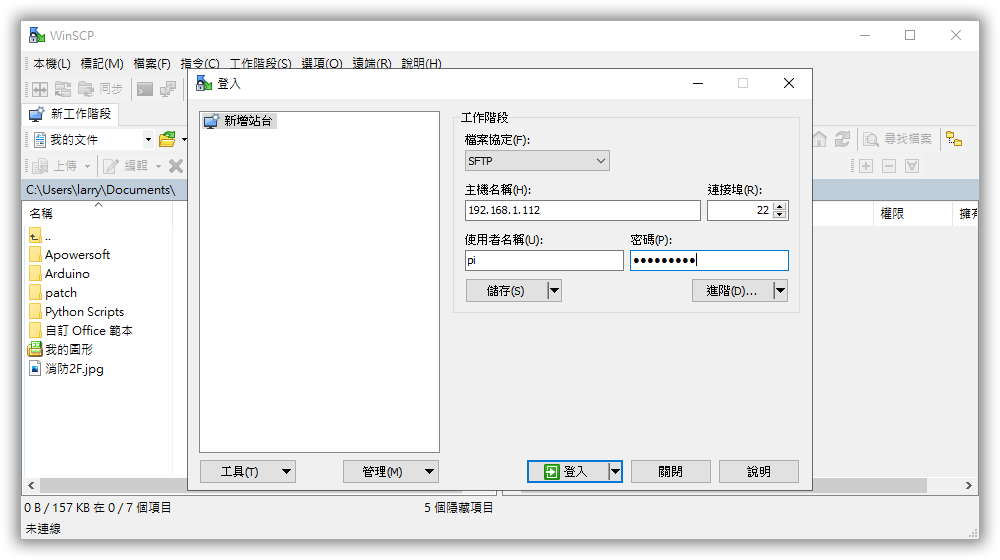 WinSCP
本機(L) 標記(M) 檔案(F) 指令(C) 工作階段(S) 選項(O) 遠端(R) 說明(H)
同步
新工作階段
我的文件
尋找檔案
上傳 編輯
C:\Users\larry\Documents\
名稱
權限
擁有
..
Apowersoft
Arduino
patch
Python Scripts
自訂 Office 範本
我的圖形
消防2F.jpg
0 B / 157 KB 在 0 / 7 個項目
5 個隱藏項目
未連線
登入
新增站台
工作階段
檔案協定(F):
SFTP
主機名稱(H):
連接埠(R):
192.168.1.112
22
使用者名稱(U):
密碼(P):
pi
●●●●●●●●●
儲存(S)
進階(D)...
工具(T)
管理(M)
登入
關閉
說明